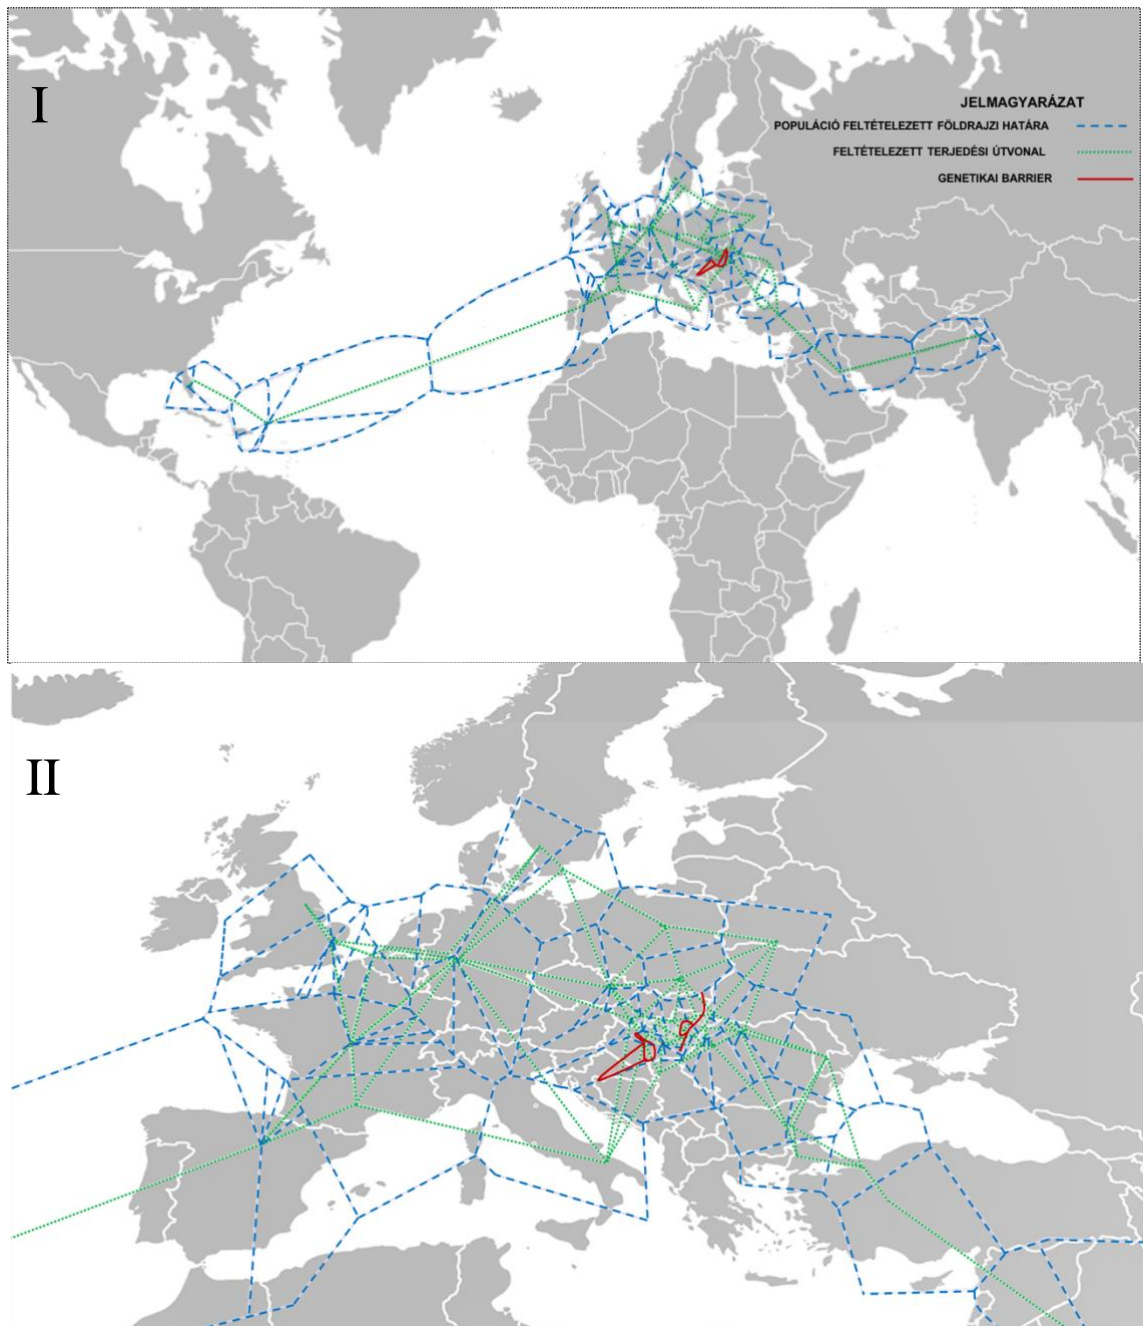 I
JELMAGYARÁZAT
POPULÁCIÓ FELTÉTELEZETT FÖLDRAJZI HATÁRA
FELTÉTELEZETT TERJEDÉSI ÚTVONAL
GENETIKAI BARRIER
II